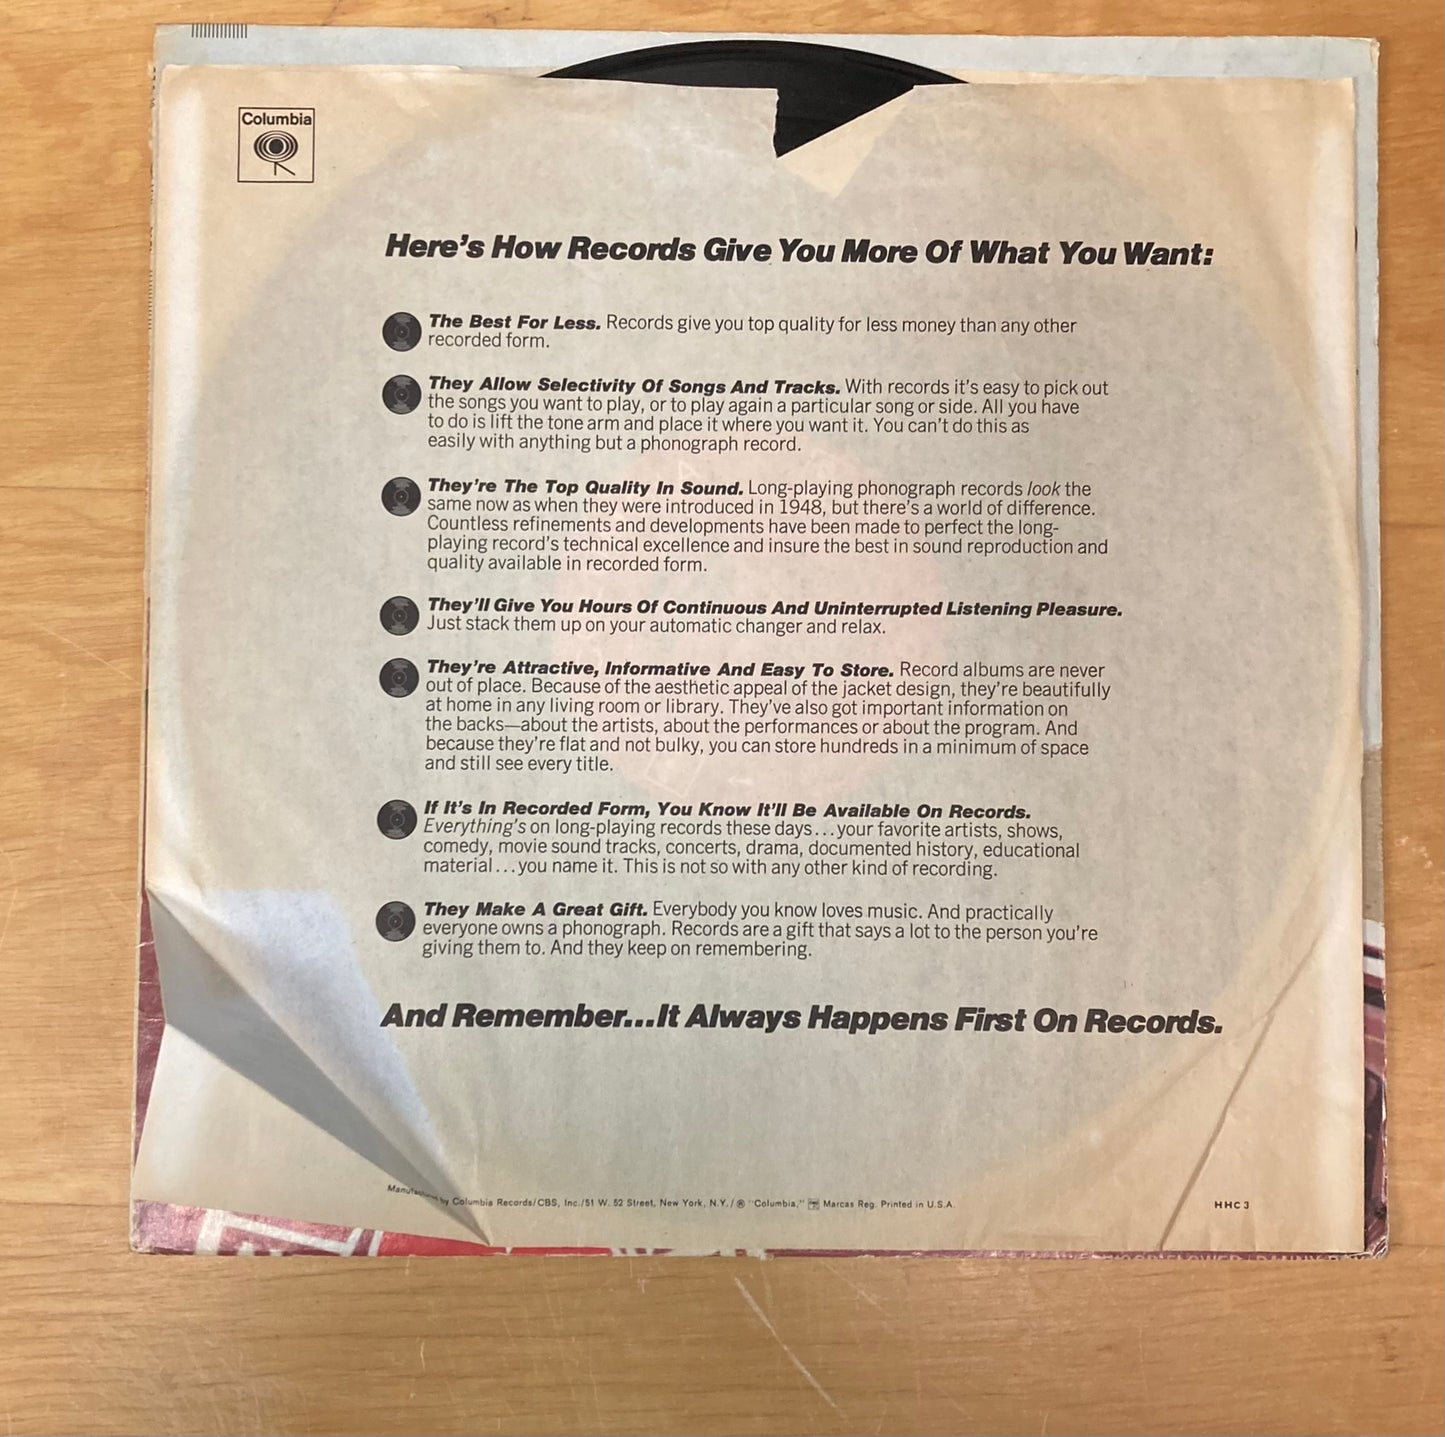 Columbia
Here's How Records Give You More Of What You Want:
The Best For Less. Records give you top quality for less money than any other
recorded form.
They Allow Selectivity Of Songs And Tracks. With records it's easy to pick out
the songs you want to play, or to play again a particular song or side. All you have
to do is lift the tone arm and place it where you want it. You can't do this as
easily with anything but a phonograph record.
They're The Top Quality In Sound. Long-playing phonograph records look the
same now as when they were introduced in 1948, but there's a world of difference.
Countless refinements and developments have been made to perfect the long-
playing record's technical excellence and insure the best in sound reproduction and
quality available in recorded form.
They'll Give You Hours Of Continuous And Uninterrupted Listening Pleasure.
Just stack them up on your automatic changer and relax.
They're Attractive, Informative And Easy To Store. Record albums are never
out of place. Because of the aesthetic appeal of the jacket design, they're beautifully
at home in any living room or library. They've also got important information on
the backs—about the artists, about the performances or about the program. And
because they're flat and not bulky, you can store hundreds in a minimum of space
and still see every title.
If It's In Recorded Form, You Know It'll Be Available On Records.
Everything's on long-playing records these days...your favorite artists, shows,
comedy, movie sound tracks, concerts, drama, documented history, educational
material...you name it. This is not so with any other kind of recording.
They Make A Great Gift. Everybody you know loves music. And practically
everyone owns a phonograph. Records are a gift that says a lot to the person you're
giving them to. And they keep on remembering.
And Remember...It Always Happens First On Records.
by Columbia Records/CBS, Inc./51 W. 52 Street, New York, N.Y./® "Columbia," Marcas Reg. Printed in U.S.A.
HHC 3